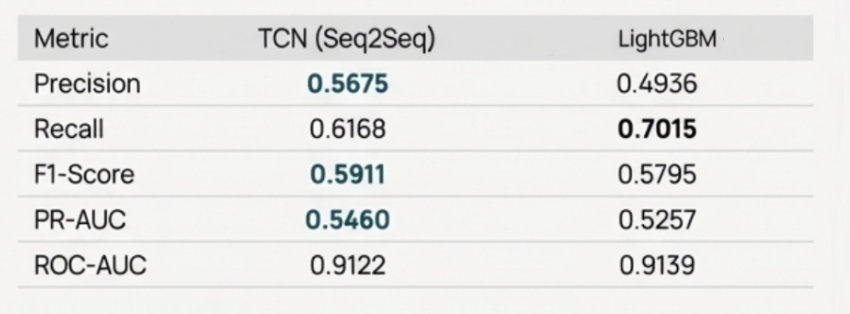 Metric TCN (Seq2Seq) LightGBM
Precision 0.5675 0.4936
Recall 0.6168 0.7015
F1-Score 0.5911 0.5795
PR-AUC 0.5460 0.5257
ROC-AUC 0.9122 0.9139